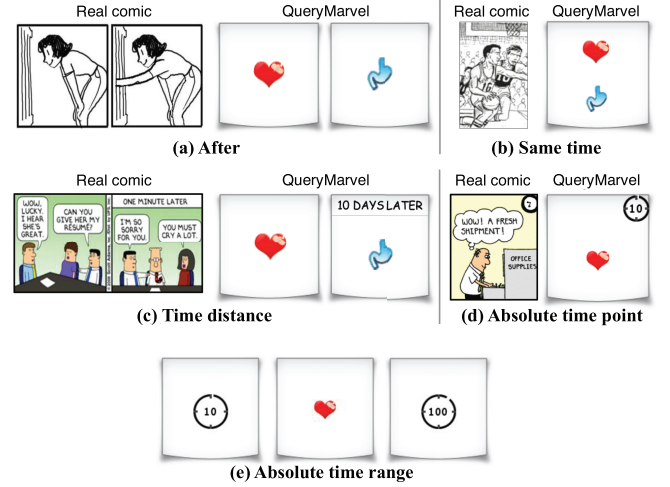 Real comic
QueryMarvel
(a) After
Real comic
QueryMarvel
(b) Same time
Real comic
QueryMarvel
WOW,
LUCKY.
I HEAR
SHE'S
GREAT.
CAN YOU
GIVE HER MY
RÉSUMÉ?
ONE MINUTE LATER
I'M SO
SORRY
FOR YOU.
YOU MUST
CRY A LOT.
10 DAYS LATER
(c) Time distance
Real comic
QueryMarvel
WOW! A FRESH
SHIPMENT!
OFFICE
SUPPLIES
10
(d) Absolute time point
10
100
(e) Absolute time range